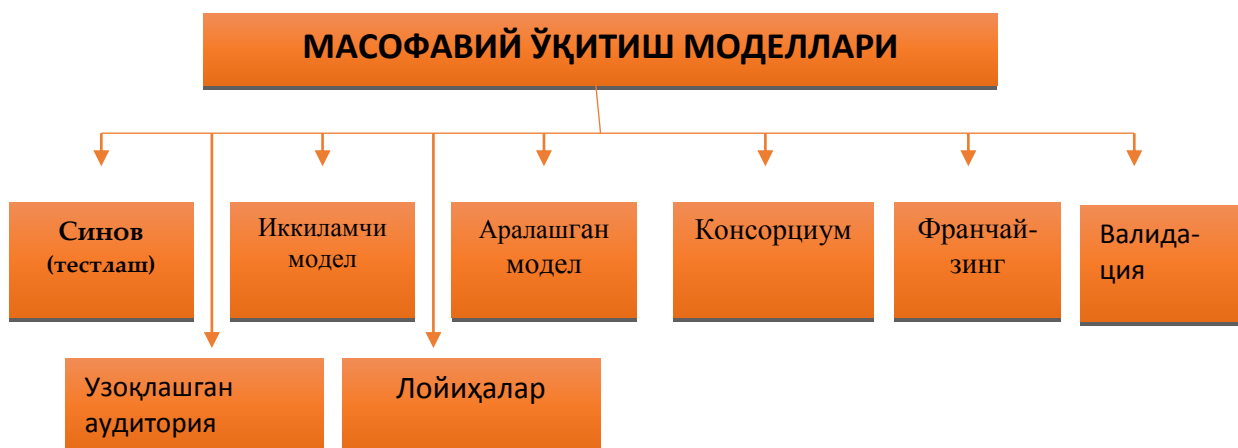 МАСОФАВИЙ ЎҚИТИШ МОДЕЛЛАРИ
Синов
(тестлаш)
Иккиламчи
модел
Аралашган
модел
Консорциум
Франчай-
зинг
Валида-
ция
Узоқлашган
аудитория
Лойиҳалар